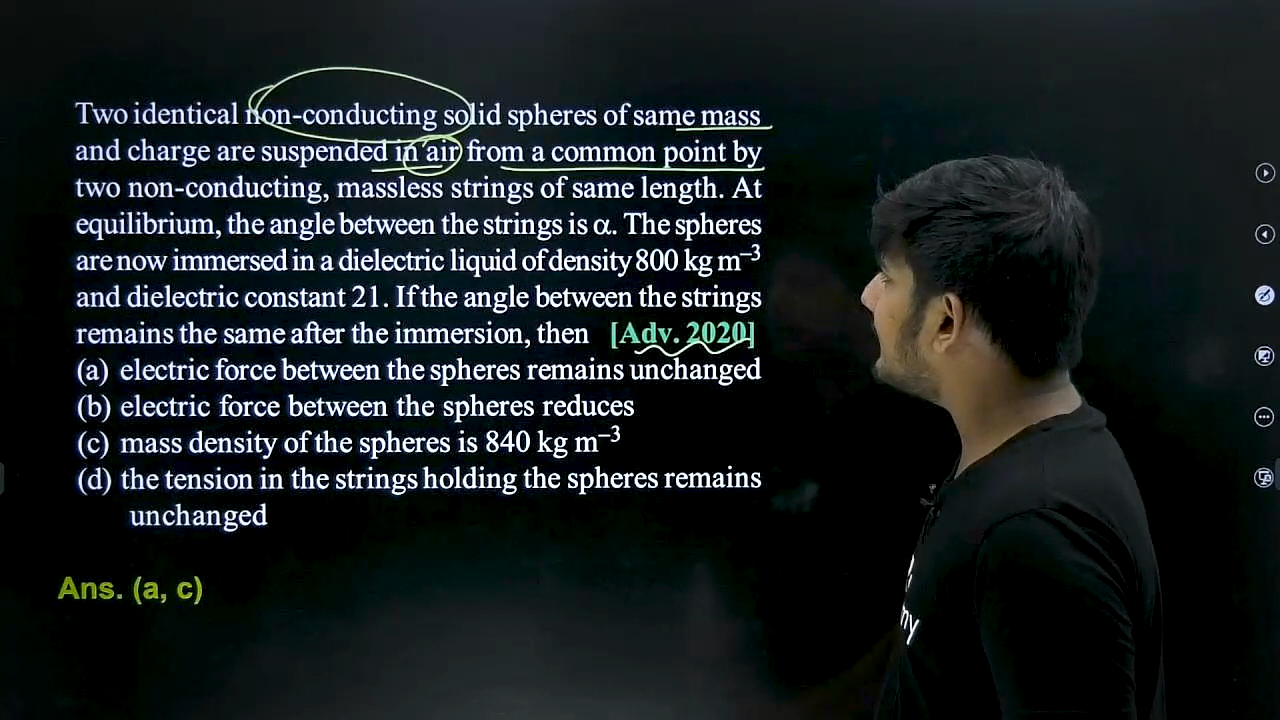 Two identical non-conducting solid spheres of same mass
and charge are suspended in air from a common point by
two non-conducting, massless strings of same length. At
equilibrium, the angle between the strings is α. The spheres
are now immersed in a dielectric liquid of density 800 kg m⁻³
and dielectric constant 21. If the angle between the strings
remains the same after the immersion, then [Adv. 2020]
(a) electric force between the spheres remains unchanged
(b) electric force between the spheres reduces
(c) mass density of the spheres is 840 kg m⁻³
(d) the tension in the strings holding the spheres remains
unchanged
Ans. (a, c)